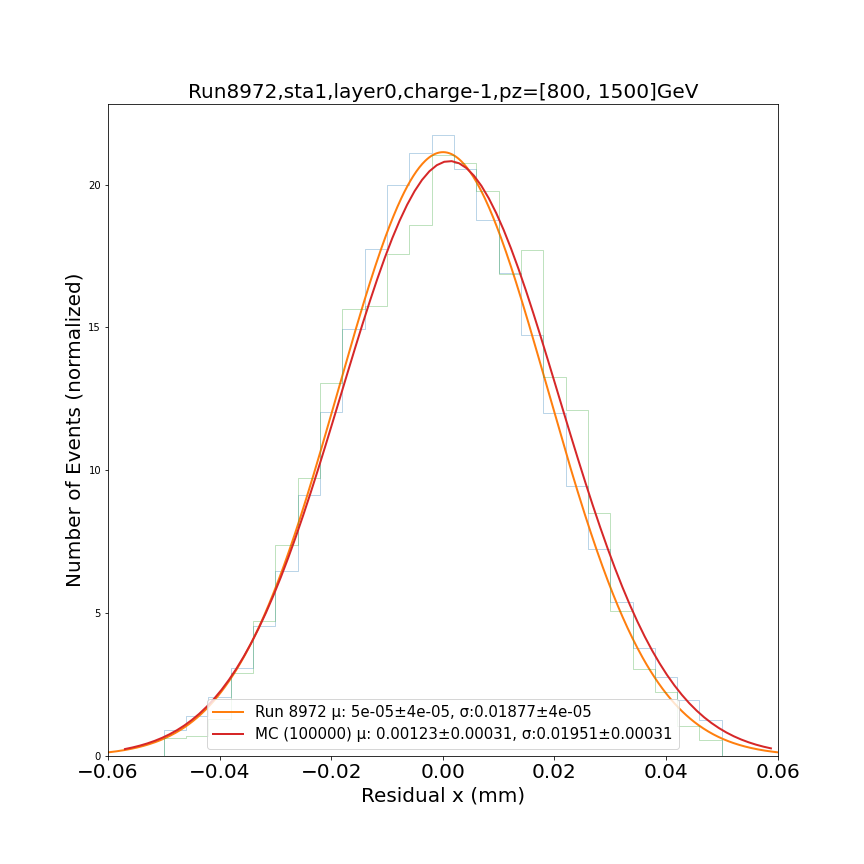 Run8972,sta1,layer0,charge-1,pz=[800, 1500]GeV
Number of Events (normalized)
20
15
10
5
0
Run 8972 μ: 5e-05±4e-05, σ:0.01877±4e-05
MC (100000) μ: 0.00123±0.00031, σ:0.01951±0.00031
−0.06 −0.04 −0.02 0.00 0.02 0.04 0.06
Residual x (mm)